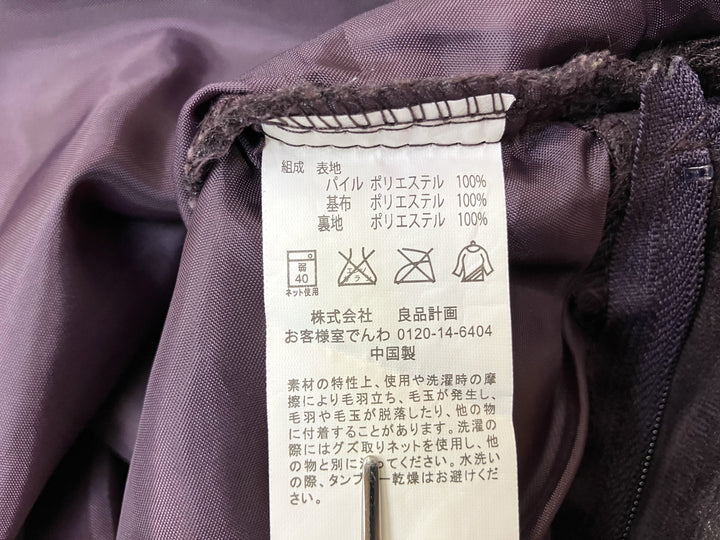 組成 表地
パイル ポリエステル 100%
基布 ポリエステル 100%
裏地 ポリエステル 100%
弱
40
ネット使用
エンソ
サラシ
株式会社 良品計画
お客様室でんわ 0120-14-6404
中国製
素材の特性上、使用や洗濯時の摩
擦により毛羽立ち、毛玉が発生し、
毛羽や毛玉が脱落したり、他の物
に付着することがあります。洗濯の
際にはグズ取りネットを使用し、他
の物と別に洗ってください。水洗い
の際、タンブラー乾燥はお避けくだ
さい。